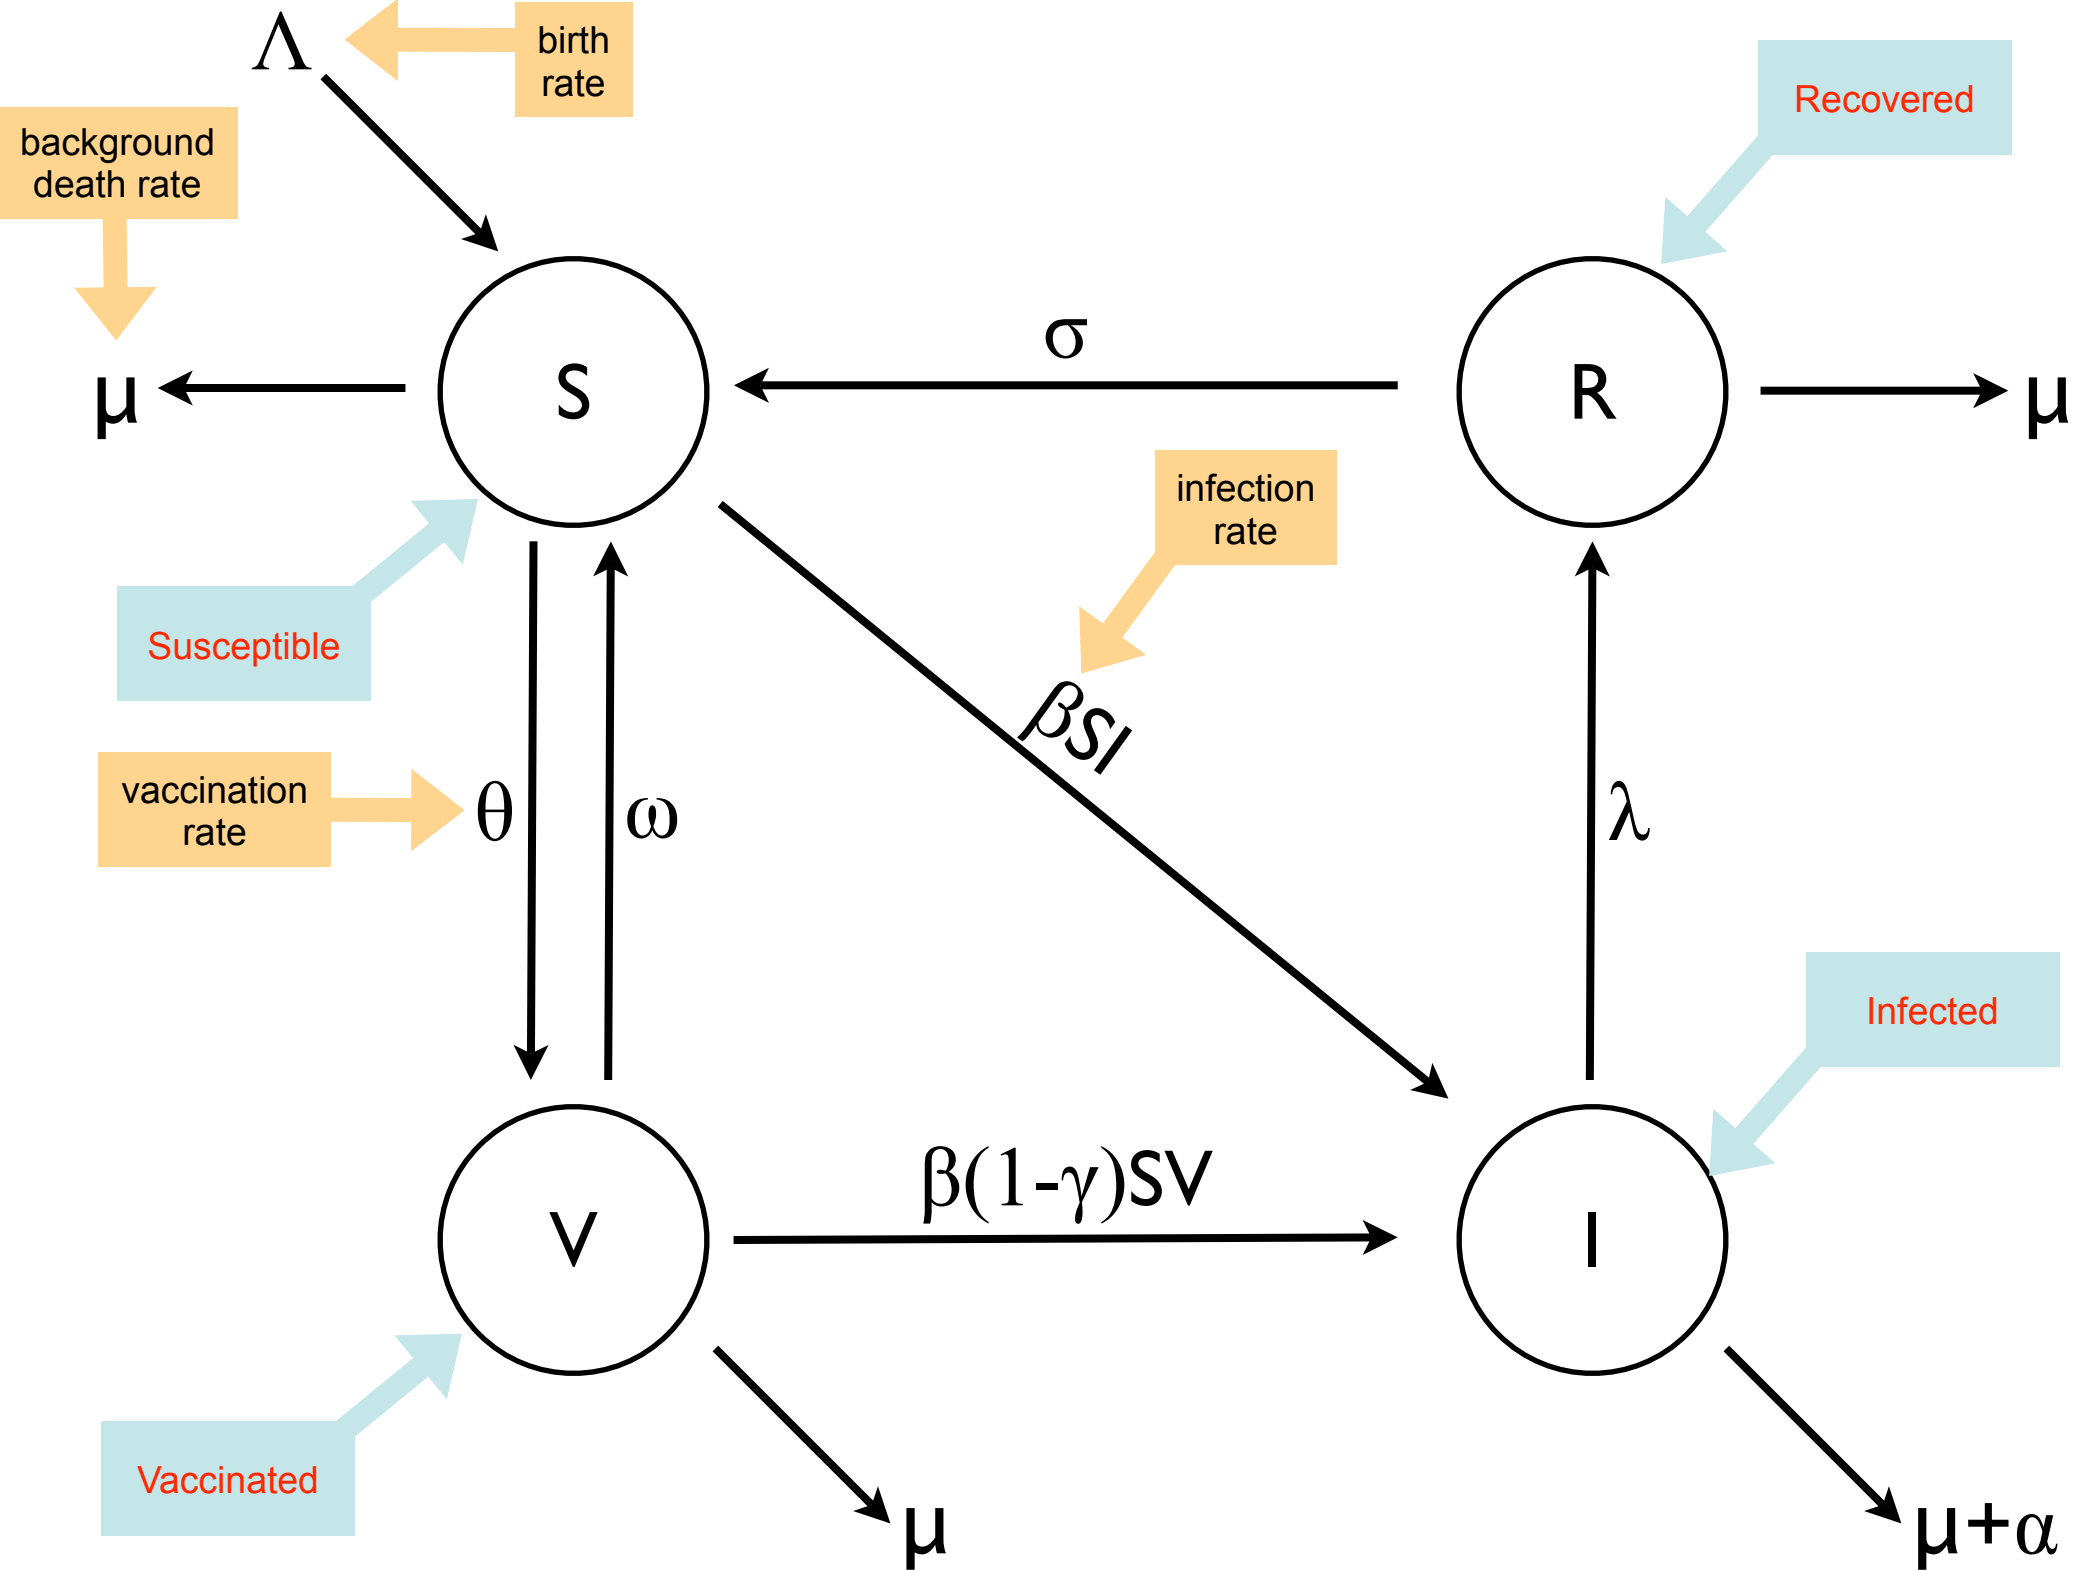 Λ
birth
rate
background
death rate
Recovered
μ
S
σ
R
μ
infection
rate
Susceptible
βSI
vaccination
rate
θ
ω
λ
Infected
β(1-γ)SV
V
I
Vaccinated
μ
μ+α